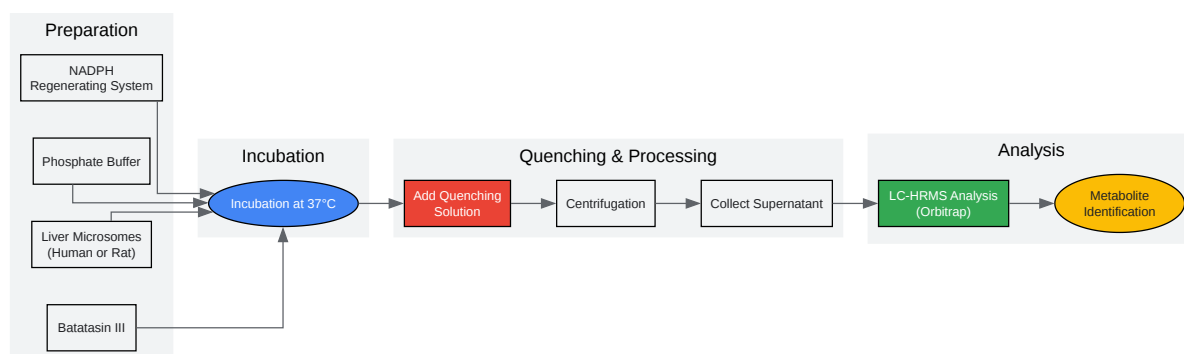 Preparation
NADPH
Regenerating System
Phosphate Buffer
Liver Microsomes
(Human or Rat)
Batatasin III
Incubation
Incubation at 37°C
Quenching & Processing
Add Quenching
Solution
Centrifugation
Collect Supernatant
Analysis
LC-HRMS Analysis
(Orbitrap)
Metabolite
Identification